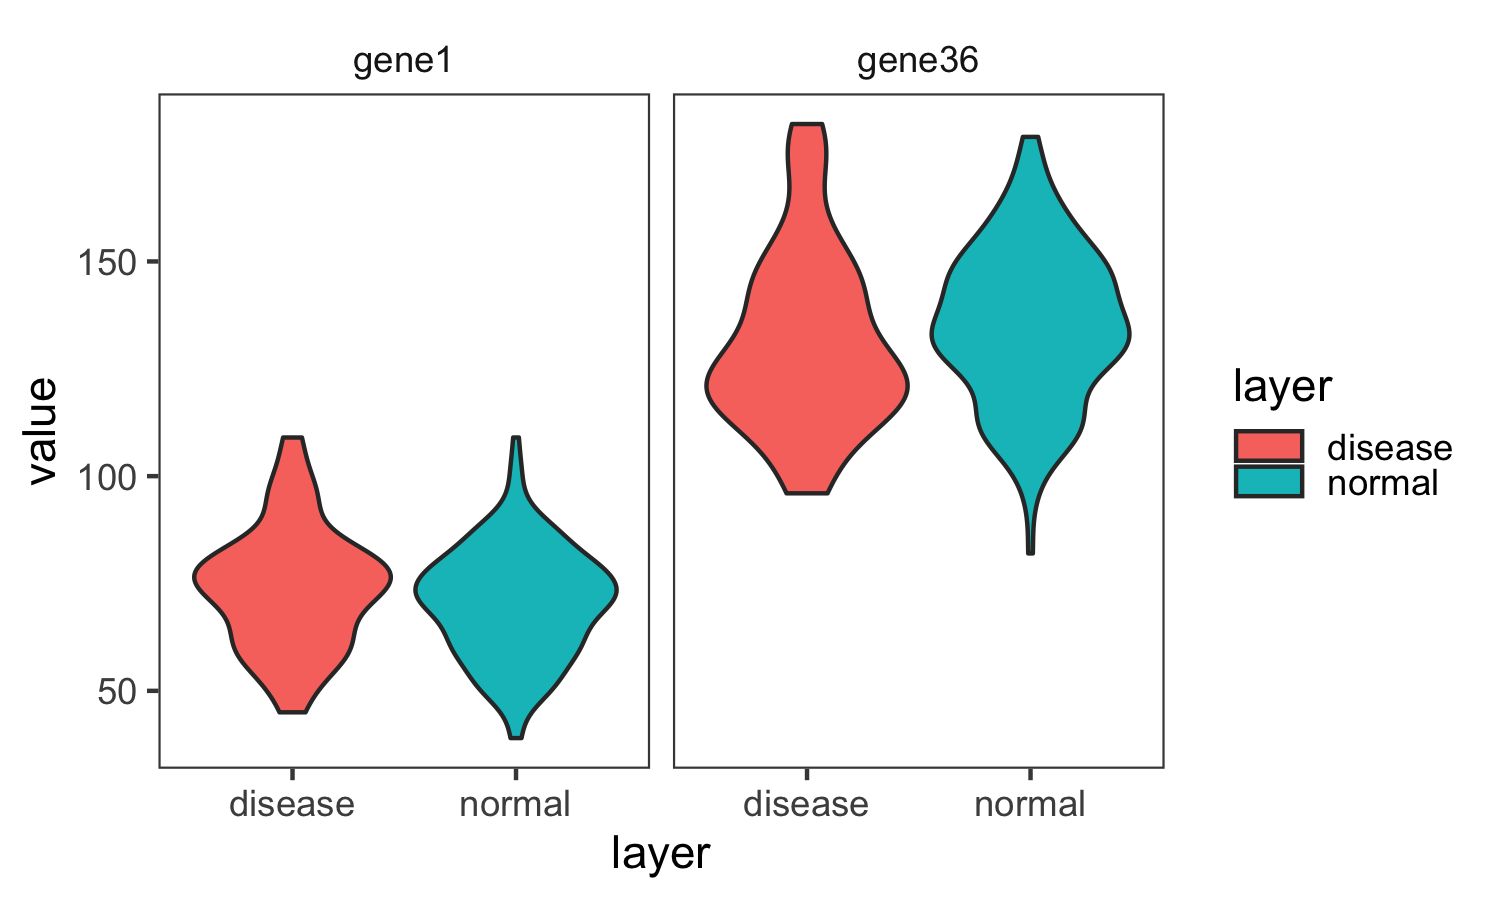 gene1
gene36
value
150
100
50
disease
normal
disease
normal
layer
layer
disease
normal